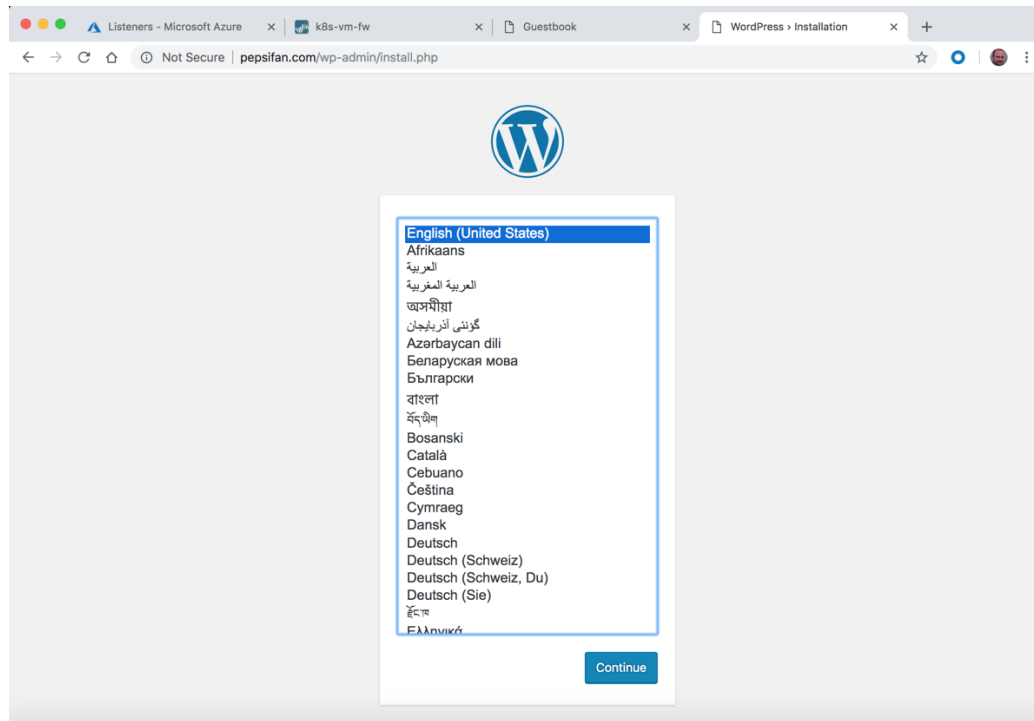 Listeners - Microsoft Azure
k8s-vm-fw
Guestbook
WordPress › Installation
Not Secure | pepsifan.com/wp-admin/install.php
English (United States)
Afrikaans
العربية
العربية المغربية
অসমীয়া
گؤنئی آذربایجان
Azərbaycan dili
Беларуская мова
Български
বাংলা
བོད་ཡིག
Bosanski
Català
Cebuano
Čeština
Cymraeg
Dansk
Deutsch
Deutsch (Schweiz)
Deutsch (Schweiz, Du)
Deutsch (Sie)
རྫོང་ཁ
Ελληνικά
Continue